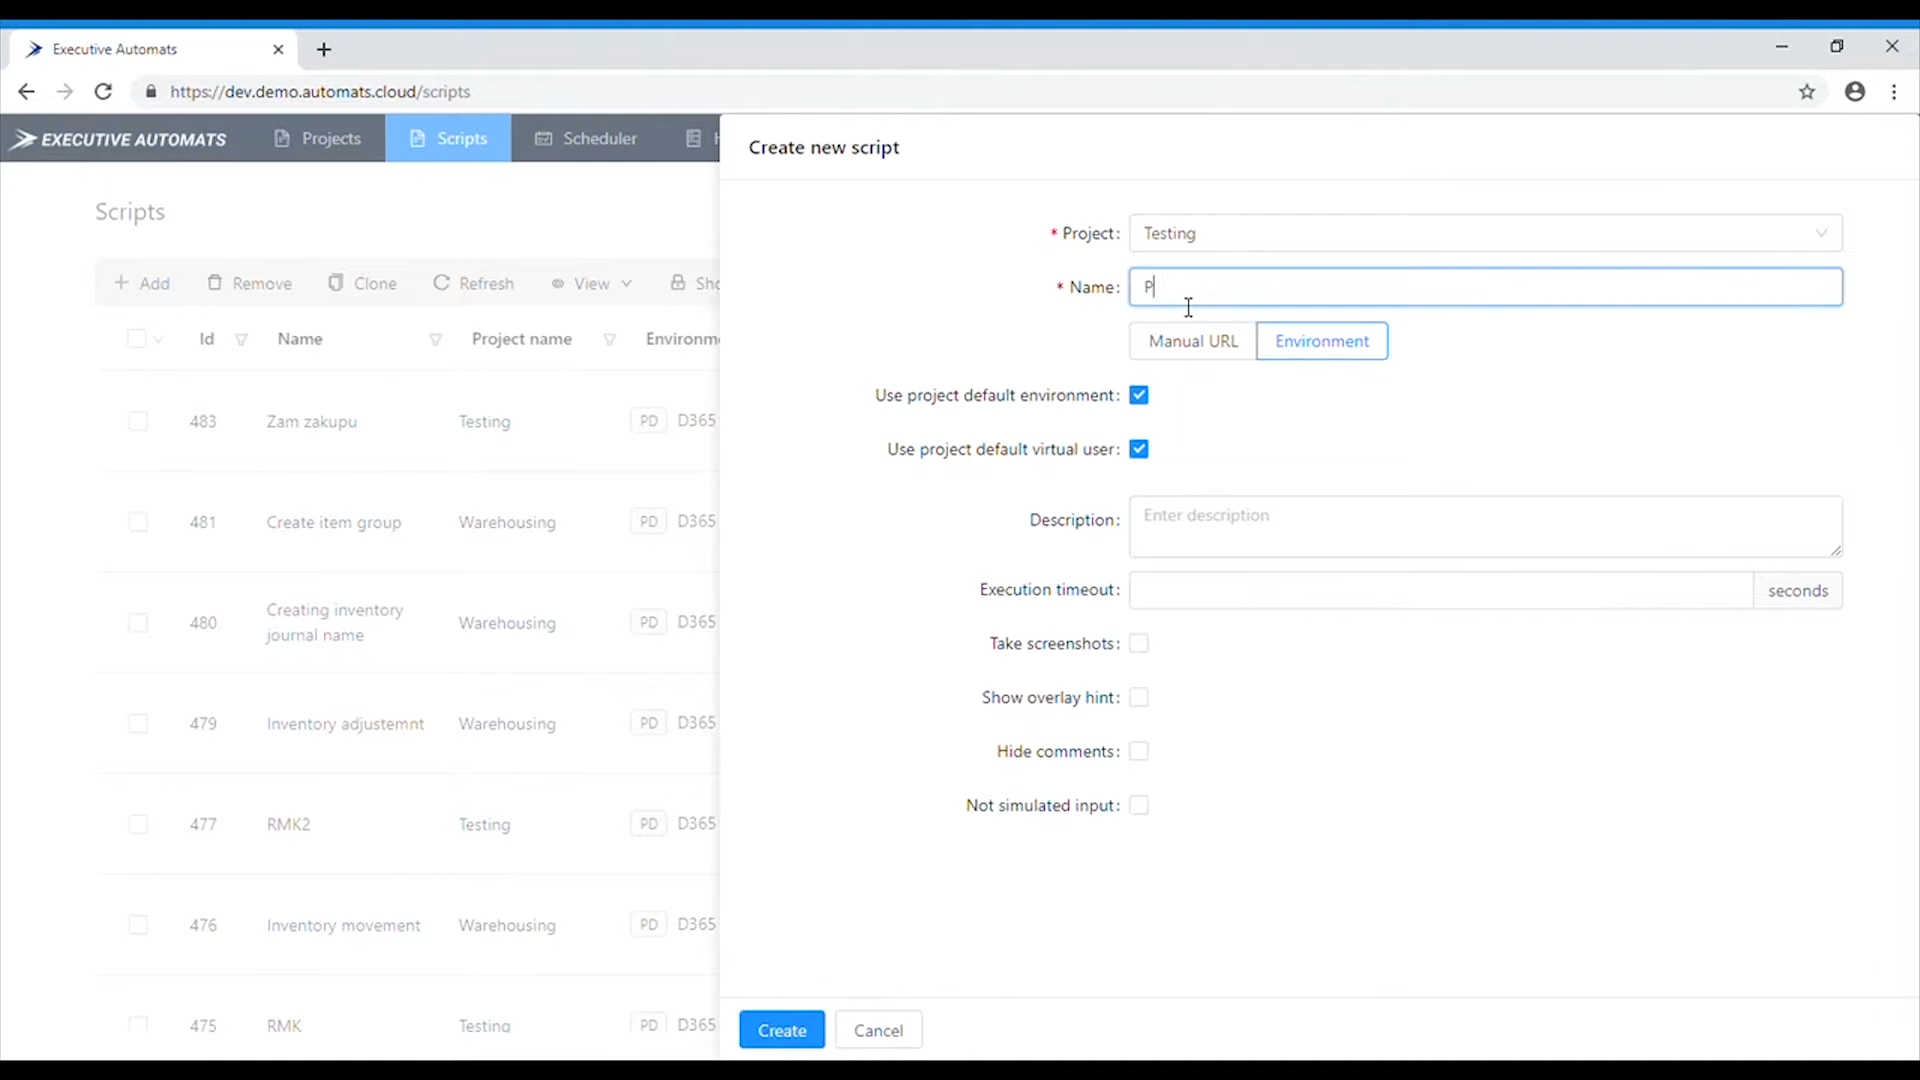 Executive Automats
https://dev.demo.automats.cloud/scripts
EXECUTIVE AUTOMATS
Projects
Scripts
Scheduler
Create new script
Scripts
* Project: Testing
+ Add
Remove
Clone
Refresh
View
* Name: P
Manual URL
Environment
Id
Name
Project name
Use project default environment:
483
Zam zakupu
Testing
PD
D365
Use project default virtual user:
481
Create item group
Warehousing
PD
D365
Description: Enter description
480
Creating inventory
journal name
Warehousing
PD
D365
Execution timeout:
seconds
Take screenshots:
Show overlay hint:
479
Inventory adjustemnt
Warehousing
PD
D365
Hide comments:
Not simulated input:
477
RMK2
Testing
PD
D365
476
Inventory movement
Warehousing
PD
D365
475
RMK
Testing
PD
D365
Create
Cancel